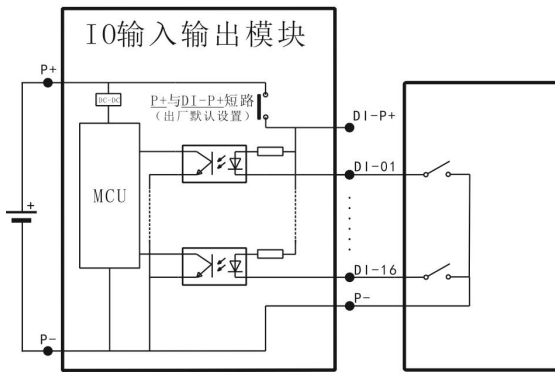 IO输入输出模块
P+
DC-DC
P+与DI-P+短路
(出厂默认设置)
DI-P+
DI-01
MCU
+
DI-16
P-
P-